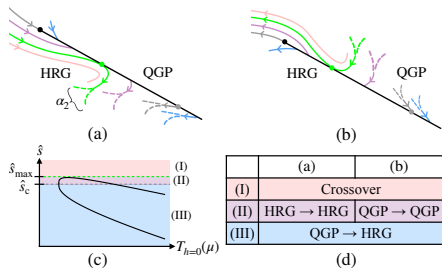 HRG
QGP
α₂
(a)
HRG
QGP
(b)
ŝ
ŝmax
ŝc
(I)
(II)
(III)
Tₕ₌₀(μ)
(c)
(a) (b)
(I) Crossover
(II) HRG → HRG QGP → QGP
(III) QGP → HRG
(d)